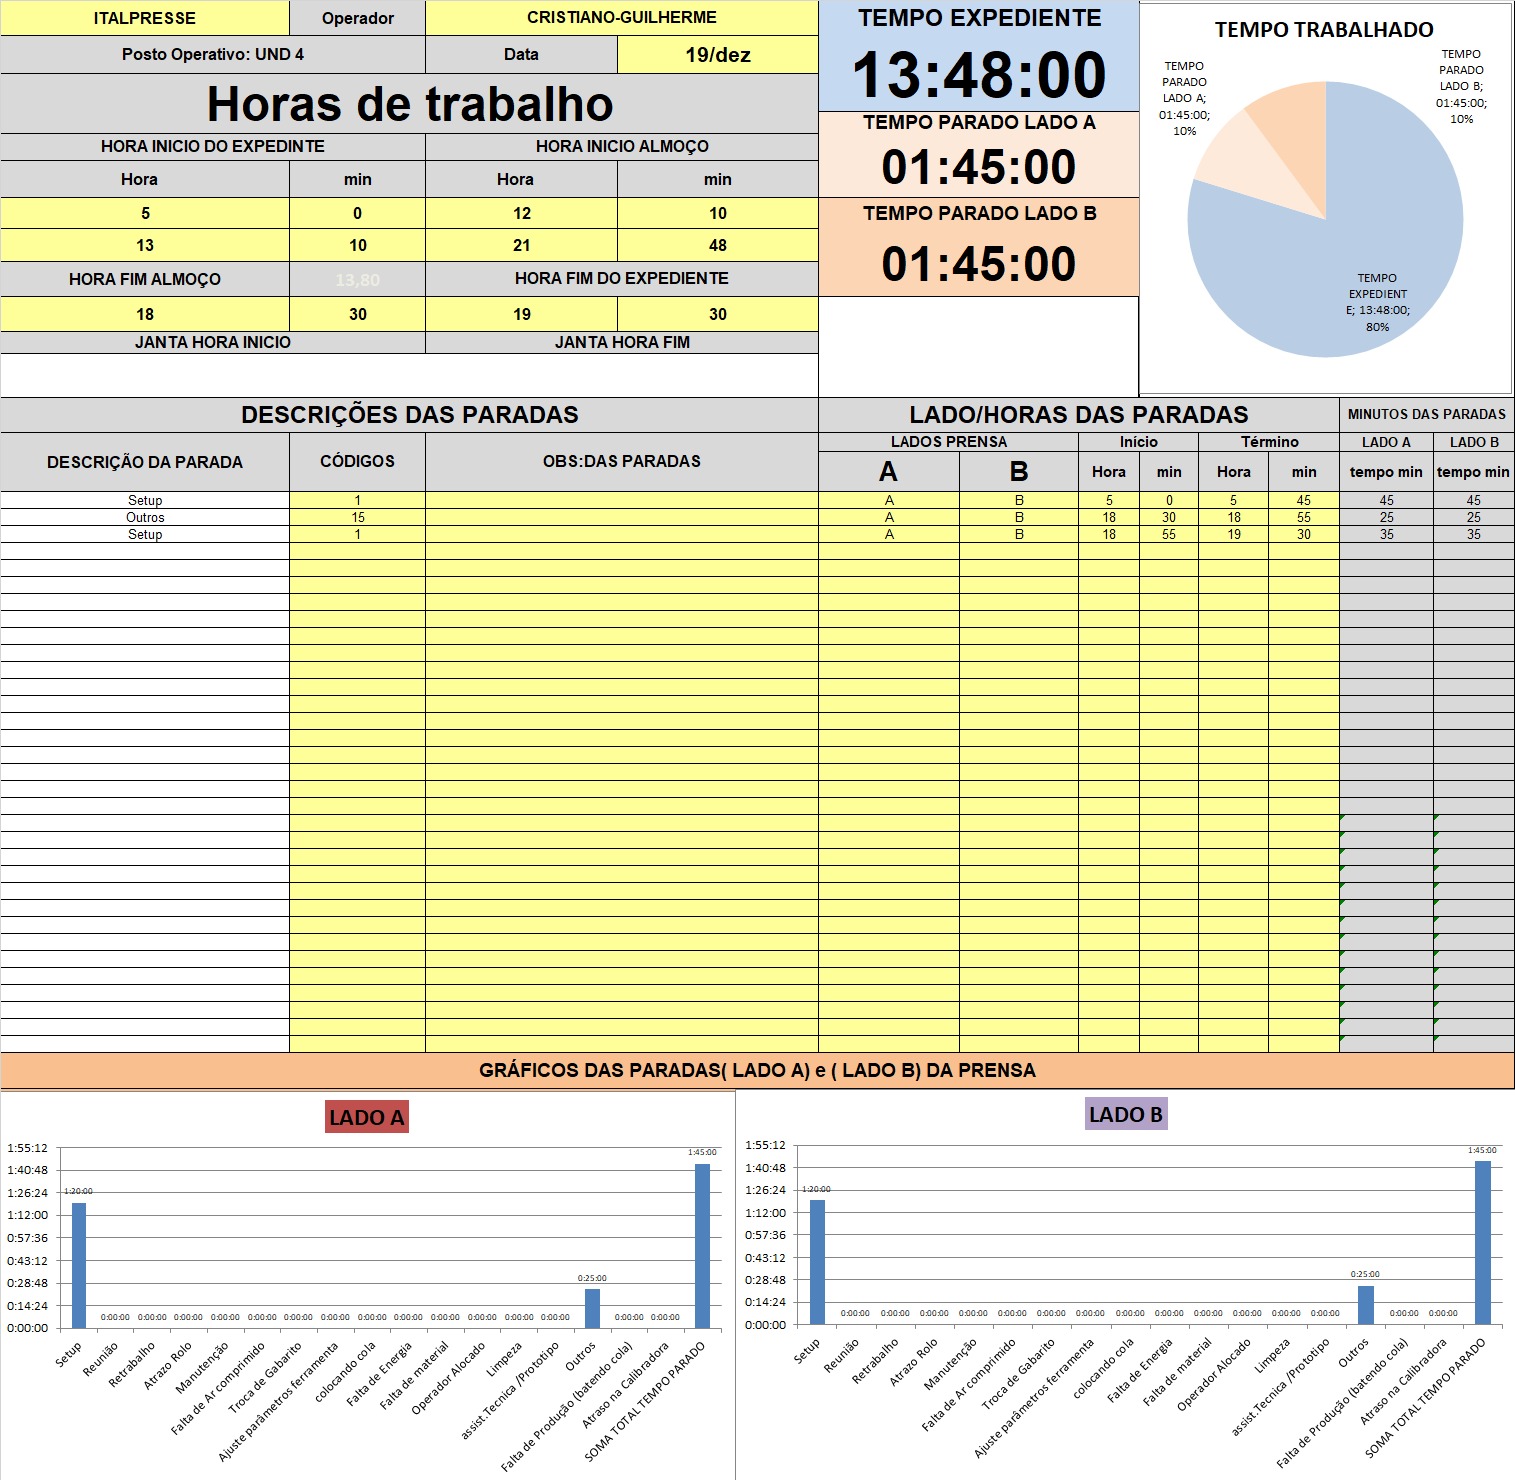 ITALPRESSE Operador CRISTIANO-GUILHERME
Posto Operativo: UND 4 Data 19/dez
Horas de trabalho
HORA INICIO DO EXPEDINTE HORA INICIO ALMOÇO
Hora min Hora min
5 0 12 10
13 10 21 48
HORA FIM ALMOÇO 13,80 HORA FIM DO EXPEDIENTE
18 30 19 30
JANTA HORA INICIO JANTA HORA FIM
TEMPO EXPEDIENTE
13:48:00
TEMPO PARADO LADO A
01:45:00
TEMPO PARADO LADO B
01:45:00
TEMPO TRABALHADO
TEMPO
PARADO
LADO A;
01:45:00;
10%
TEMPO
PARADO
LADO B;
01:45:00;
10%
TEMPO
EXPEDIENT
E; 13:48:00;
80%
DESCRIÇÕES DAS PARADAS LADO/HORAS DAS PARADAS MINUTOS DAS PARADAS
LADOS PRENSA Início Término LADO A LADO B
DESCRIÇÃO DA PARADA CÓDIGOS OBS:DAS PARADAS A B Hora min Hora min tempo min tempo min
Setup 1 A B 5 0 5 45 45 45
Outros 15 A B 18 30 18 55 25 25
Setup 1 A B 18 55 19 30 35 35
GRÁFICOS DAS PARADAS( LADO A) e ( LADO B) DA PRENSA
LADO A
1:55:12
1:40:48
1:26:24
1:12:00
0:57:36
0:43:12
0:28:48
0:14:24
0:00:00
1:20:00 0:00:00 0:00:00 0:00:00 0:00:00 0:00:00 0:00:00 0:00:00 0:00:00 0:00:00 0:00:00 0:00:00 0:00:00 0:00:00 0:25:00 0:00:00 0:00:00 1:45:00
Setup
Reunião
Retrabalho
Atrazo Rolo
Manutenção
Falta de Ar comprimido
Troca de Gabarito
Ajuste parâmetros ferramenta
colocando cola
Falta de Energia
Falta de material
Operador Alocado
Limpeza
assist.Tecnica /Prototipo
Outros
Falta de Produção (batendo cola)
Atraso na Calibradora
SOMA TOTAL TEMPO PARADO
LADO B
1:55:12
1:40:48
1:26:24
1:12:00
0:57:36
0:43:12
0:28:48
0:14:24
0:00:00
1:20:00 0:00:00 0:00:00 0:00:00 0:00:00 0:00:00 0:00:00 0:00:00 0:00:00 0:00:00 0:00:00 0:00:00 0:00:00 0:00:00 0:25:00 0:00:00 0:00:00 1:45:00
Setup
Reunião
Retrabalho
Atrazo Rolo
Manutenção
Falta de Ar comprimido
Troca de Gabarito
Ajuste parâmetros ferramenta
colocando cola
Falta de Energia
Falta de material
Operador Alocado
Limpeza
assist.Tecnica /Prototipo
Outros
Falta de Produção (batendo cola)
Atraso na Calibradora
SOMA TOTAL TEMPO PARADO